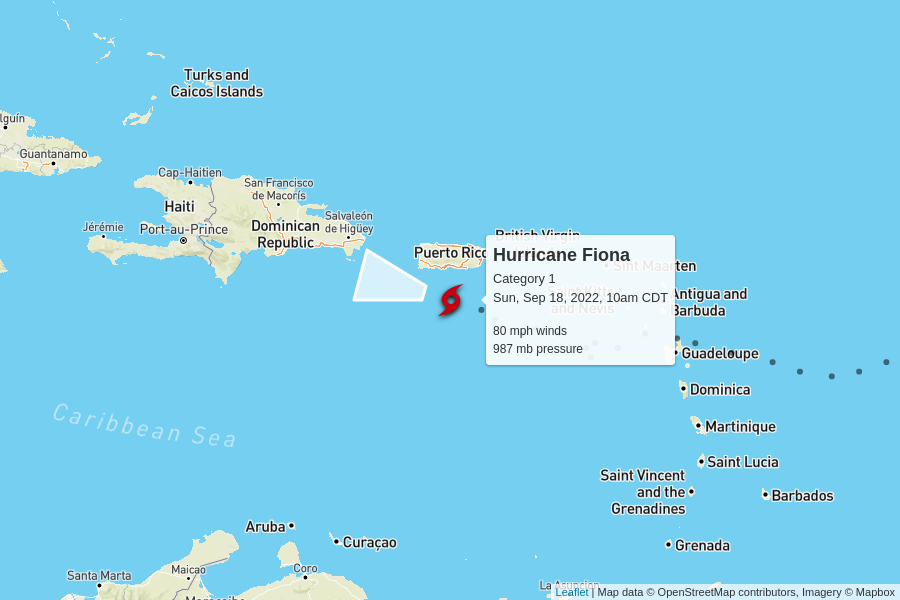 Turks and
Caicos Islands
lguín
Guantanamo
Cap-Haitien
San Francisco
de Macorís
Haiti
Salvaleón
de Higüey
Jérémie
Port-au-Prince
Dominican
Republic
British Virgin
Puerto Rico
Hurricane Fiona
Category 1
Sun, Sep 18, 2022, 10am CDT
80 mph winds
987 mb pressure
Sint Maarten
Saint Kitts
and Nevis
Antigua and
Barbuda
Guadeloupe
Dominica
Caribbean Sea
Martinique
Saint Lucia
Saint Vincent
and the
Grenadines
Barbados
Aruba
Curaçao
Grenada
Maicao
Coro
Santa Marta
La Asuncion
Maracaibo
Leaflet | Map data © OpenStreetMap contributors, Imagery © Mapbox